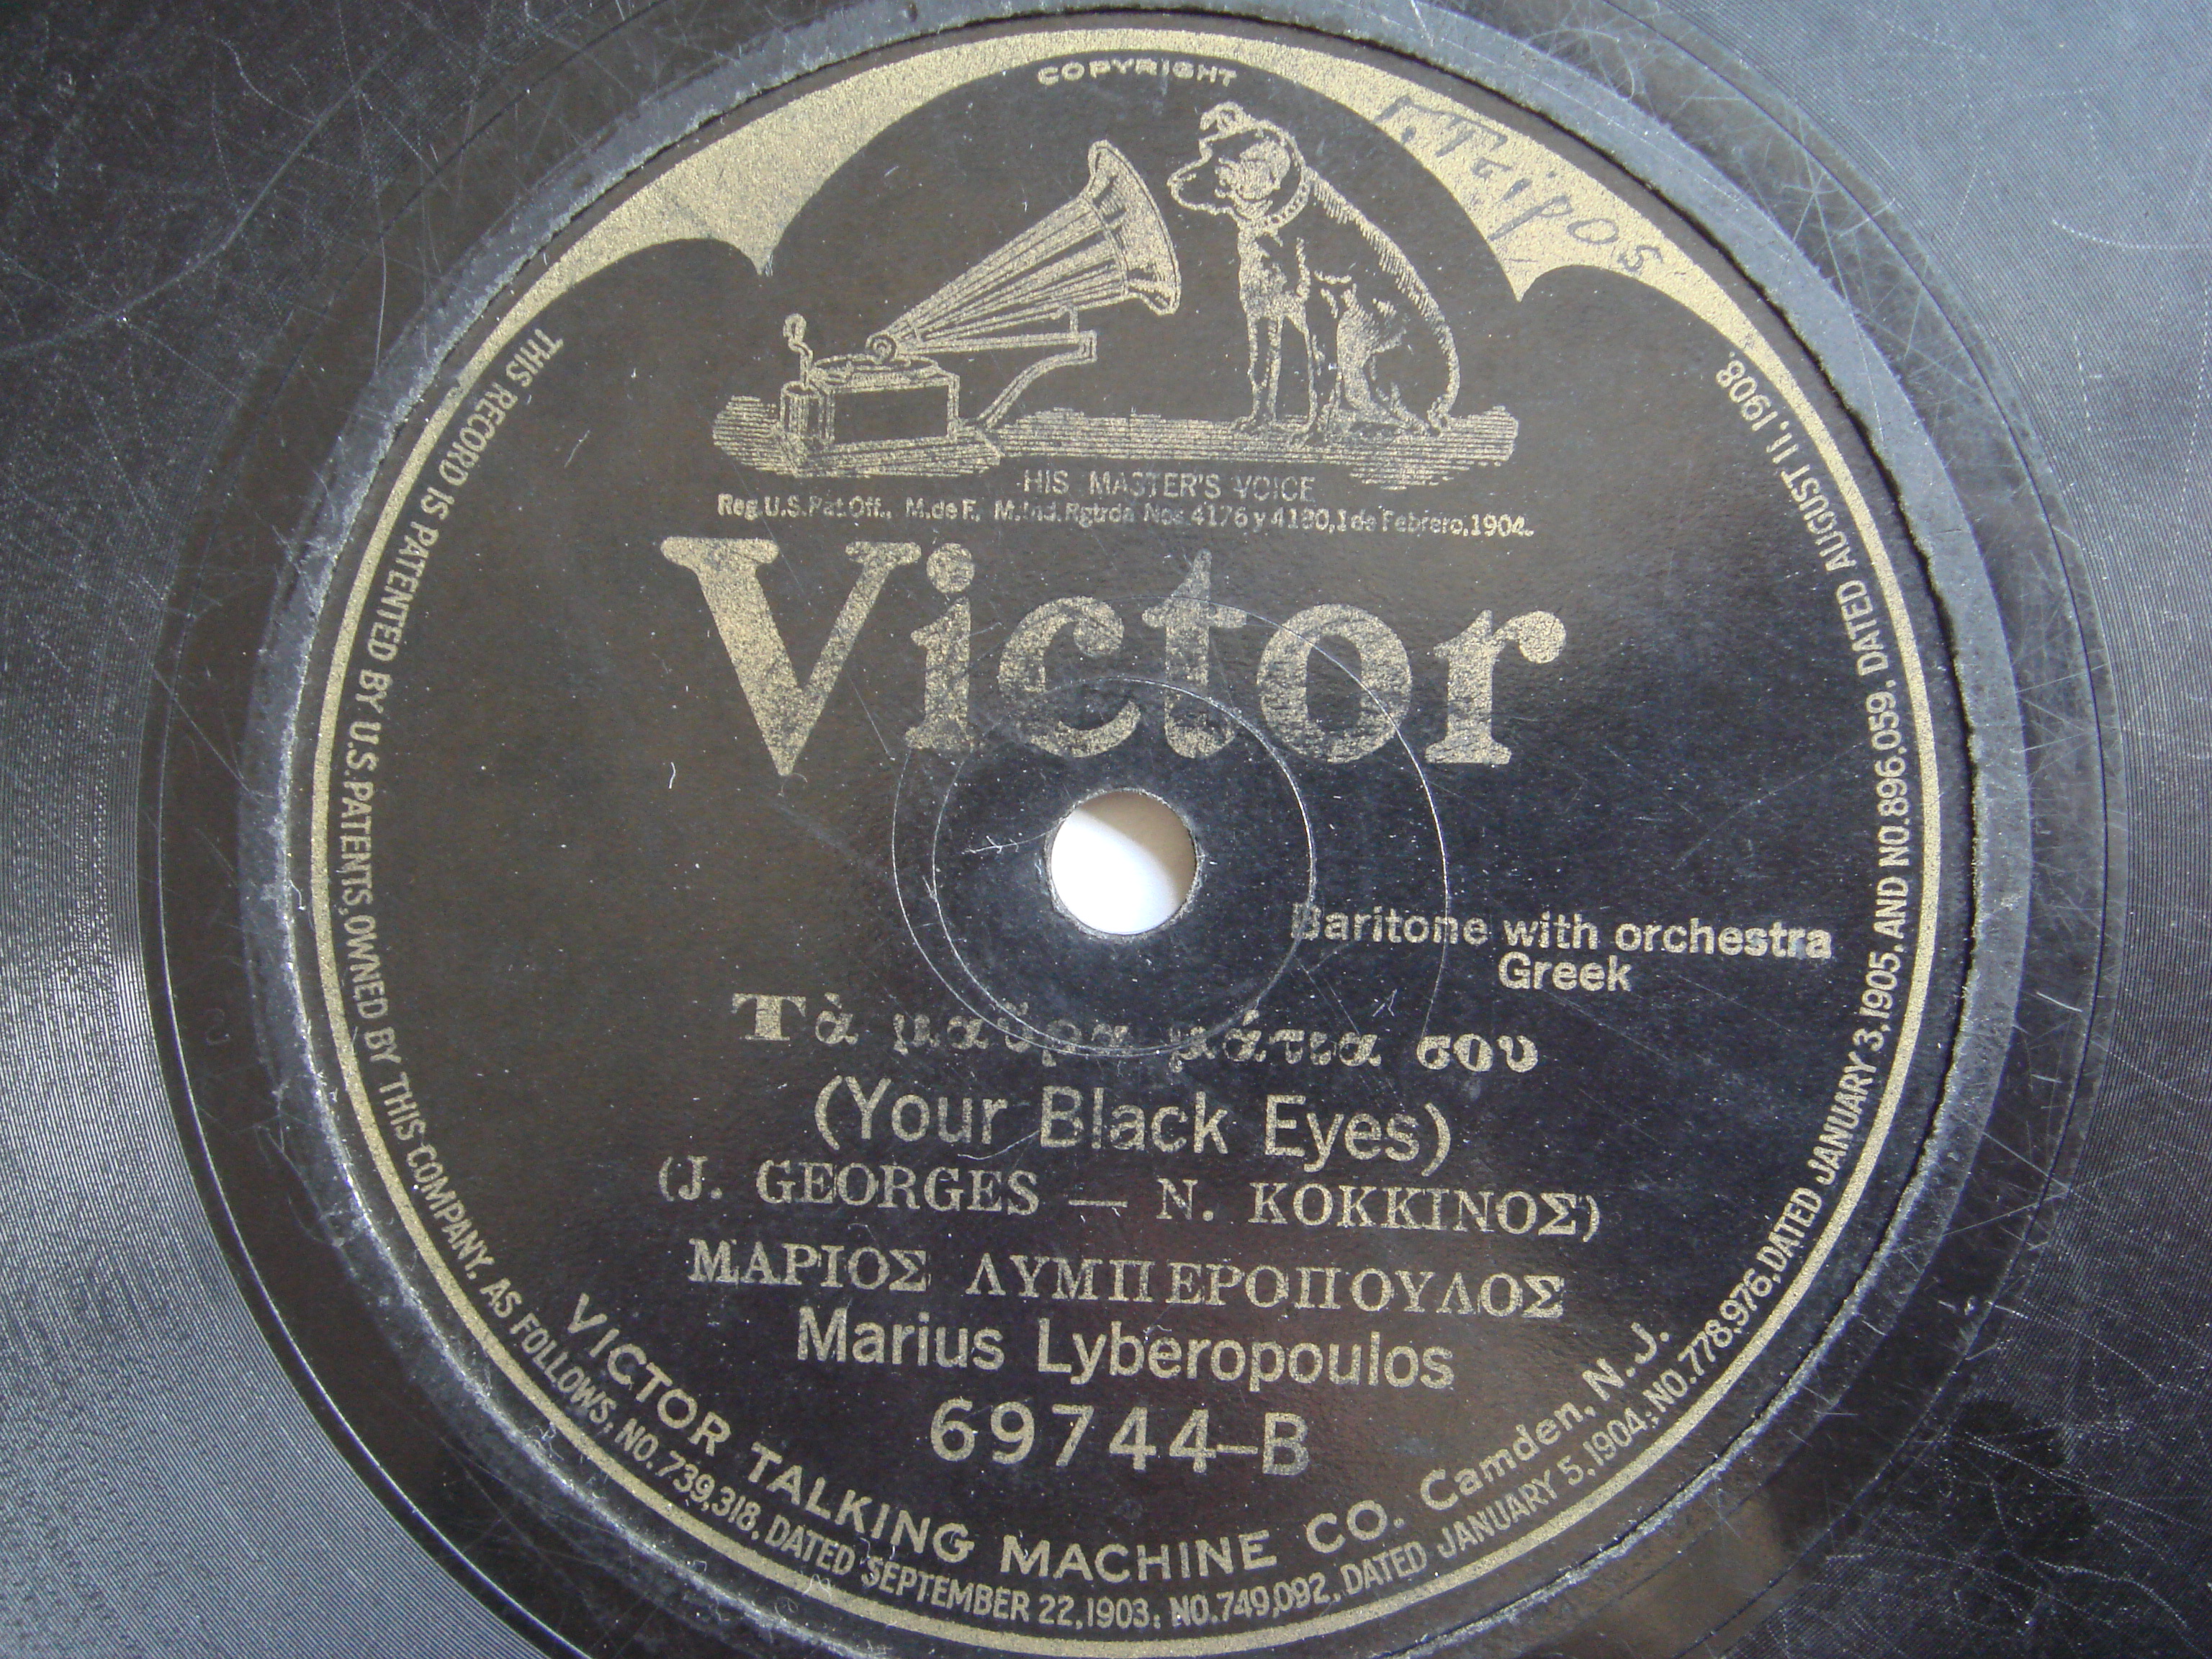 COPYRIGHT
Γ. Ταίρος
HIS MASTER'S VOICE
Reg.U.S.Pat.Off., M.de F., M.Ind.Rgtrda Nos.4176 y 4180,1 de Febrero,1904.
Victor
Baritone with orchestra
Greek
Τὰ μαῦρα μάτια σου
(Your Black Eyes)
(J. GEORGES — Ν. ΚΟΚΚΙΝΟΣ)
ΜΑΡΙΟΣ ΛΥΜΠΕΡΟΠΟΥΛΟΣ
Marius Lyberopoulos
69744-B
VICTOR TALKING MACHINE CO. Camden, N. J.
THIS RECORD IS PATENTED BY U.S. PATENTS, OWNED BY THIS COMPANY, AS FOLLOWS; NO.739,318, DATED SEPTEMBER 22,1903; NO.749,092, DATED JANUARY 5,1904; NO.778,976, DATED JANUARY 3,1905, AND NO.896,059, DATED AUGUST 11, 1908.